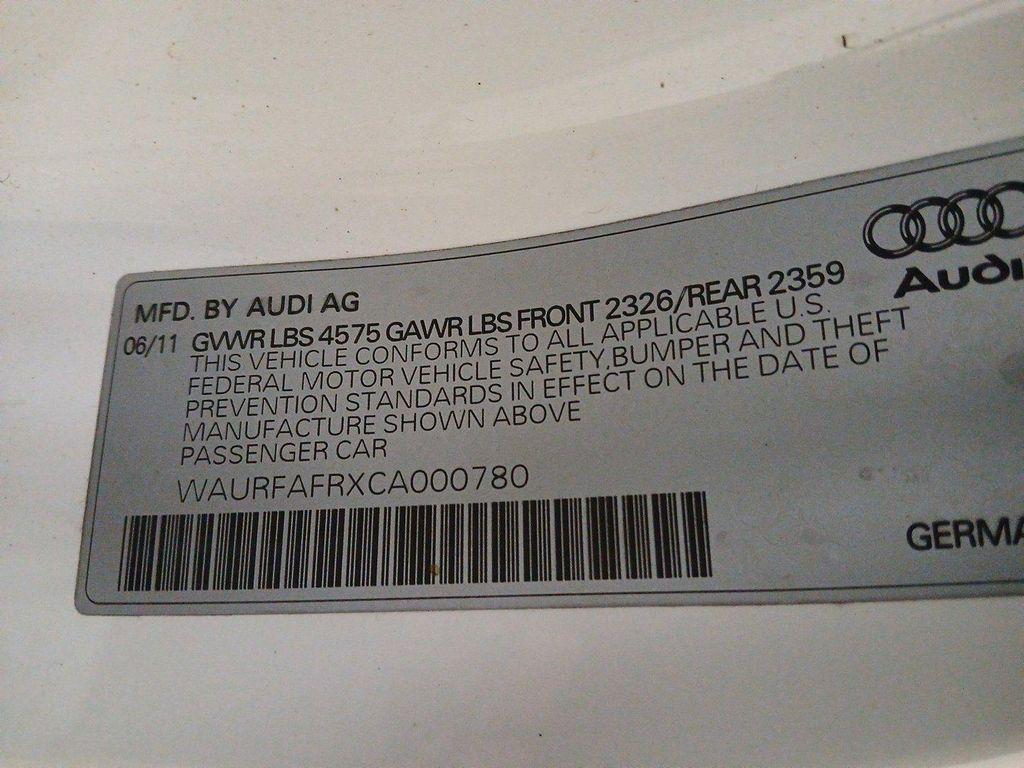 MFD. BY AUDI AG
06/11 GVWR LBS 4575 GAWR LBS FRONT 2326/REAR 2359
THIS VEHICLE CONFORMS TO ALL APPLICABLE U.S.
FEDERAL MOTOR VEHICLE SAFETY, BUMPER AND THEFT
PREVENTION STANDARDS IN EFFECT ON THE DATE OF
MANUFACTURE SHOWN ABOVE
PASSENGER CAR
WAURFAFRXCA000780
Audi